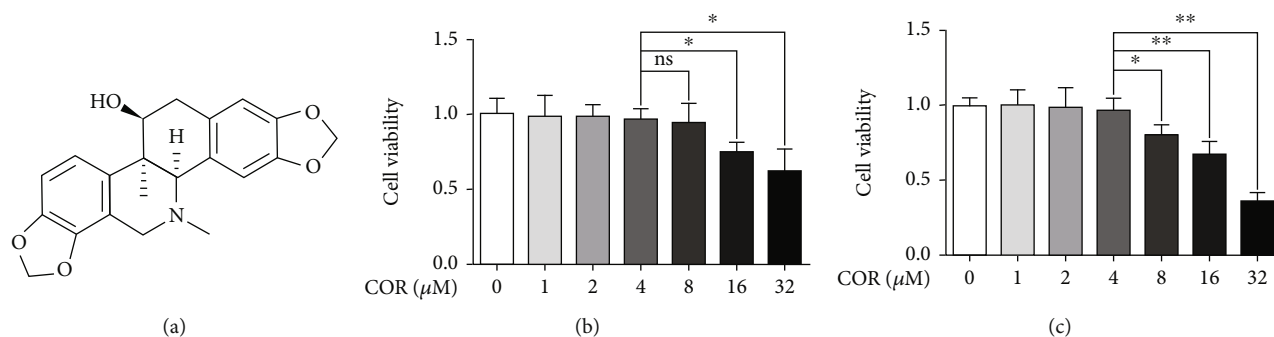 HO
H
O
O
N
O
O
(a)
Cell viability
1.5
1.0
0.5
0.0
*
*
ns
COR (μM) 0 1 2 4 8 16 32
(b)
Cell viability
1.5
1.0
0.5
0.0
**
**
*
COR (μM) 0 1 2 4 8 16 32
(c)